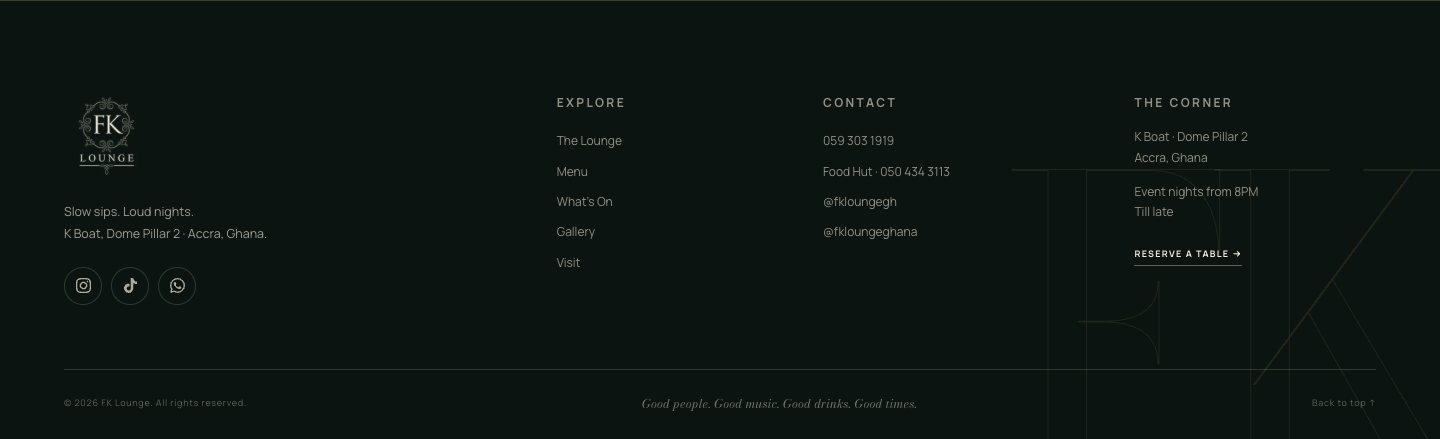 FK
LOUNGE
Slow sips. Loud nights.
K Boat, Dome Pillar 2 · Accra, Ghana.
EXPLORE
The Lounge
Menu
What's On
Gallery
Visit
CONTACT
059 303 1919
Food Hut · 050 434 3113
@fkloungegh
@fkloungeghana
THE CORNER
K Boat · Dome Pillar 2
Accra, Ghana
Event nights from 8PM
Till late
RESERVE A TABLE →
FK
© 2026 FK Lounge. All rights reserved.
Good people. Good music. Good drinks. Good times.
Back to top ↑